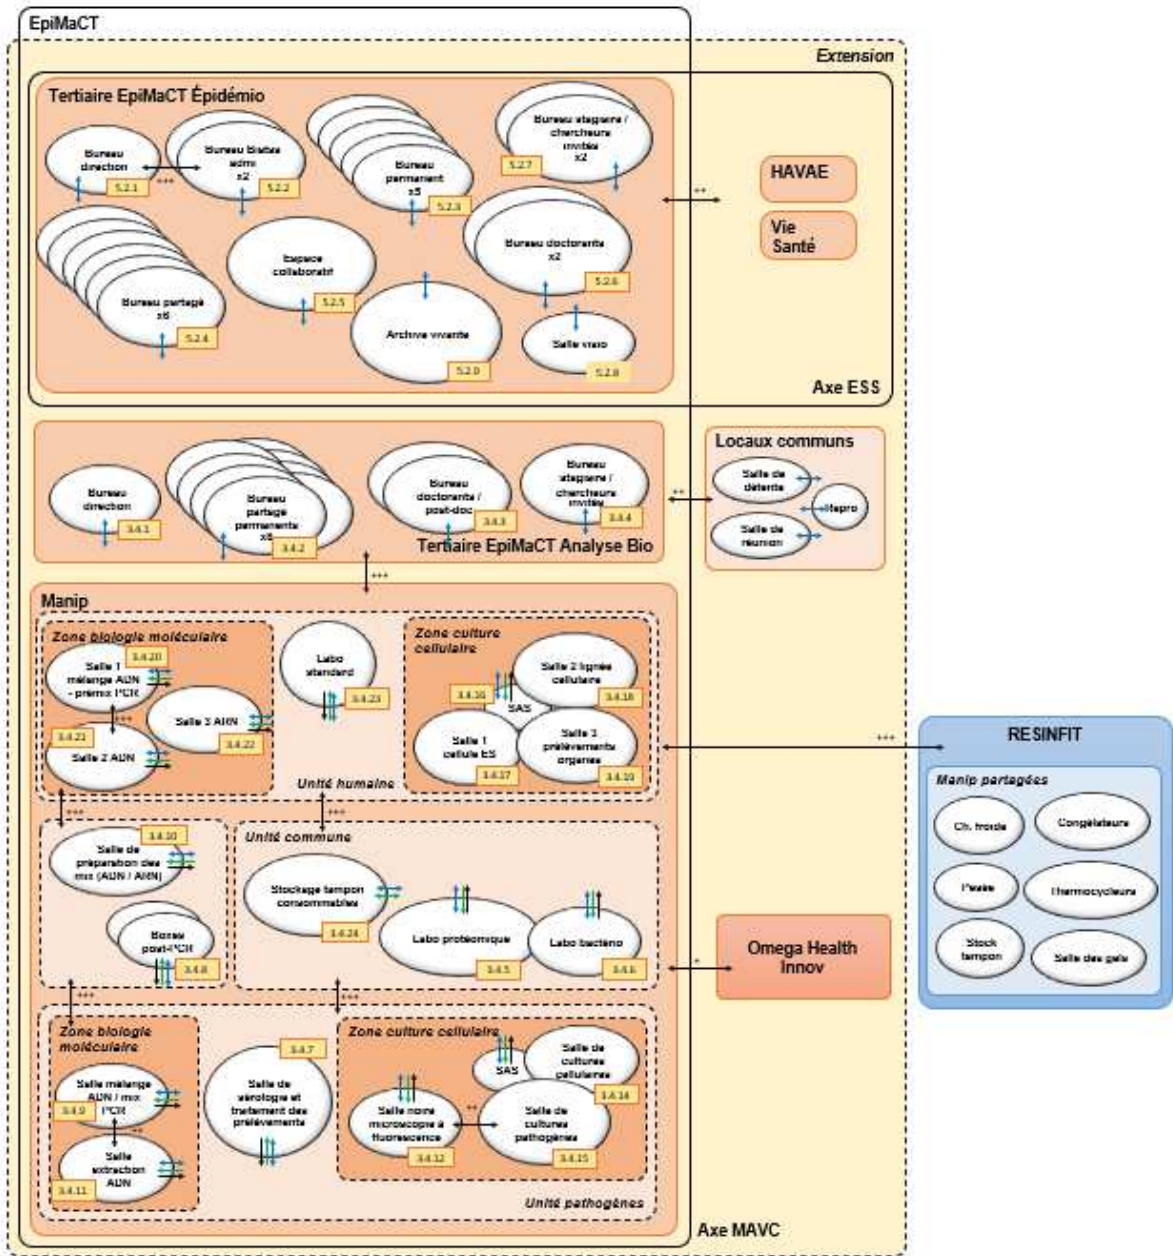 EpiMaCT
Extension
Tertiaire EpiMaCT Épidémio
Bureau
direction
5.2.1
+++
Bureau Biatss
admi
x2
5.2.2
Bureau
permanent
x5
5.2.3
Bureau stagiaire /
chercheurs
invités
x2
5.2.7
Bureau partagé
x6
5.2.4
Espace
collaboratif
5.2.5
Bureau doctorants
x2
5.2.6
Archive vivante
Salle visio
5.2.8
++
HAVAE
Vie
Santé
Axe ESS
Bureau
direction
3.4.1
Bureau
partagé
permanents
3.4.2
Bureau
doctorants /
post-doc
3.4.3
Bureau
stagiaire /
chercheurs
invités
3.4.4
Tertiaire EpiMaCT Analyse Bio
++
Locaux communs
Salle de
détente
Repro
Salle de
réunion
+++
Manip
Zone biologie moléculaire
3.4.20
Salle 1
mélange ADN
- prémix PCR
+++
3.4.21
Salle 2 ADN
Salle 3 ARN
3.4.22
Labo
standard
3.4.23
Zone culture
cellulaire
3.4.16
SAS
Salle 2 lignée
cellulaire
3.4.18
Salle 1
cellule ES
3.4.17
Salle 3
prélèvements
organes
3.4.19
Unité humaine
+++
RESINFIT
Manip partagées
Ch. froide
Congélateurs
Pesée
Thermocycleurs
Stock
tampon
Salle des gels
+++
+++
3.4.10
Salle de
préparation des
mix (ADN / ARN)
Boxes
post-PCR
3.4.8
Unité commune
Stockage tampon
consommables
3.4.24
Labo protéomique
3.4.5
Labo bactério
3.4.6
+
Omega Health
Innov
+++
+++
Zone biologie
moléculaire
Salle mélange
ADN / mix
PCR
3.4.9
++
Salle
extraction
ADN
3.4.11
3.4.7
Salle de
sérologie et
traitement des
prélèvements
Zone culture cellulaire
SAS
Salle de
cultures
cellulaires
3.4.14
Salle noire
microscopie à
fluorescence
3.4.12
++
Salle de
cultures
pathogènes
3.4.15
Unité pathogènes
Axe MAVC